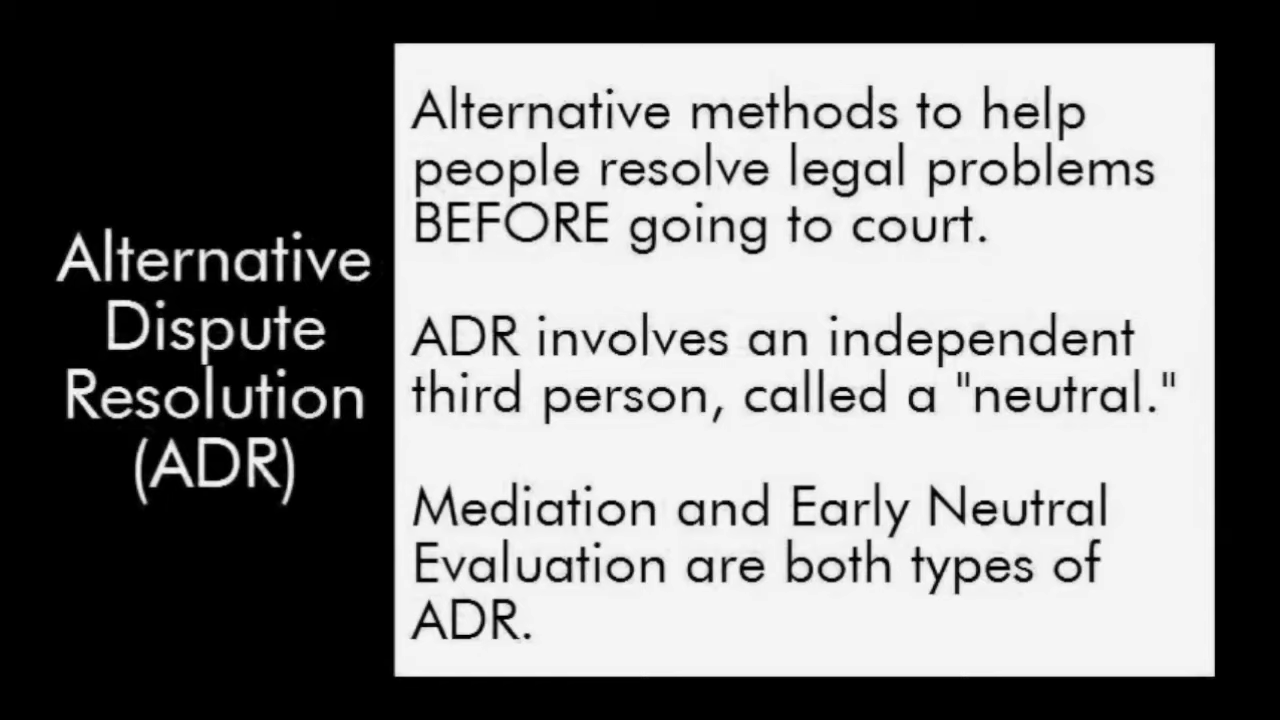 Alternative
Dispute
Resolution
(ADR)
Alternative methods to help
people resolve legal problems
BEFORE going to court.
ADR involves an independent
third person, called a "neutral."
Mediation and Early Neutral
Evaluation are both types of
ADR.